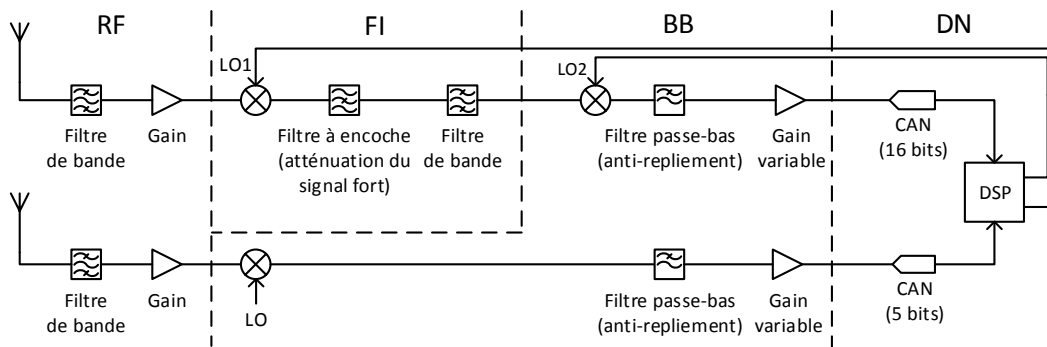 RF
FI
BB
DN
LO1
LO2
Filtre
de bande
Gain
Filtre à encoche
(atténuation du
signal fort)
Filtre
de bande
Filtre passe-bas
(anti-repliement)
Gain
variable
CAN
(16 bits)
DSP
Filtre
de bande
Gain
LO
Filtre passe-bas
(anti-repliement)
Gain
variable
CAN
(5 bits)